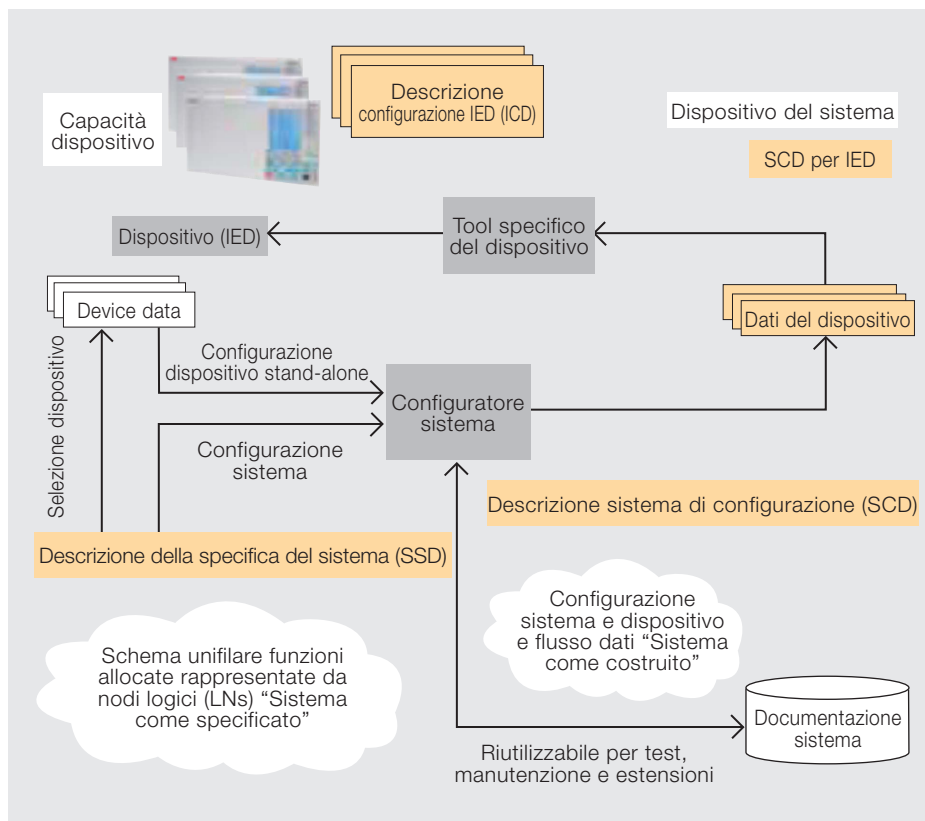 Capacità
dispositivo
Descrizione
configurazione IED (ICD)
Dispositivo del sistema
SCD per IED
Dispositivo (IED)
Tool specifico
del dispositivo
Device data
Dati del dispositivo
Selezione dispositivo
Configurazione
dispositivo stand-alone
Configuratore
sistema
Configurazione
sistema
Descrizione sistema di configurazione (SCD)
Descrizione della specifica del sistema (SSD)
Configurazione
sistema e dispositivo
e flusso dati “Sistema
come costruito”
Schema unifilare funzioni
allocate rappresentate da
nodi logici (LNs) “Sistema
come specificato”
Documentazione
sistema
Riutilizzabile per test,
manutenzione e estensioni